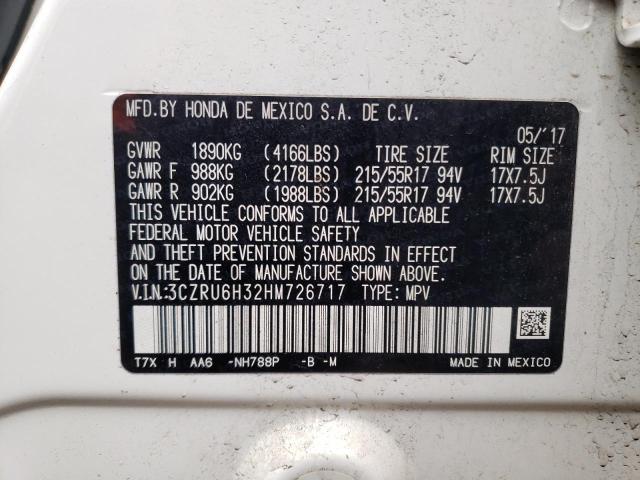 MFD.BY HONDA DE MEXICO S.A. DE C.V.
05/'17
GVWR 1890KG (4166LBS) TIRE SIZE RIM SIZE
GAWR F 988KG (2178LBS) 215/55R17 94V 17X7.5J
GAWR R 902KG (1988LBS) 215/55R17 94V 17X7.5J
THIS VEHICLE CONFORMS TO ALL APPLICABLE
FEDERAL MOTOR VEHICLE SAFETY
AND THEFT PREVENTION STANDARDS IN EFFECT
ON THE DATE OF MANUFACTURE SHOWN ABOVE.
V.I.N.:3CZRU6H32HM726717 TYPE: MPV
T7X H AA6 -NH788P -B -M MADE IN MEXICO